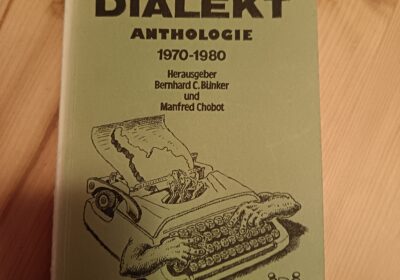 DIALEKT
ANTHOLOGIE
1970-1980
Herausgeber
Bernhard C. Bünker
und
Manfred Chobot